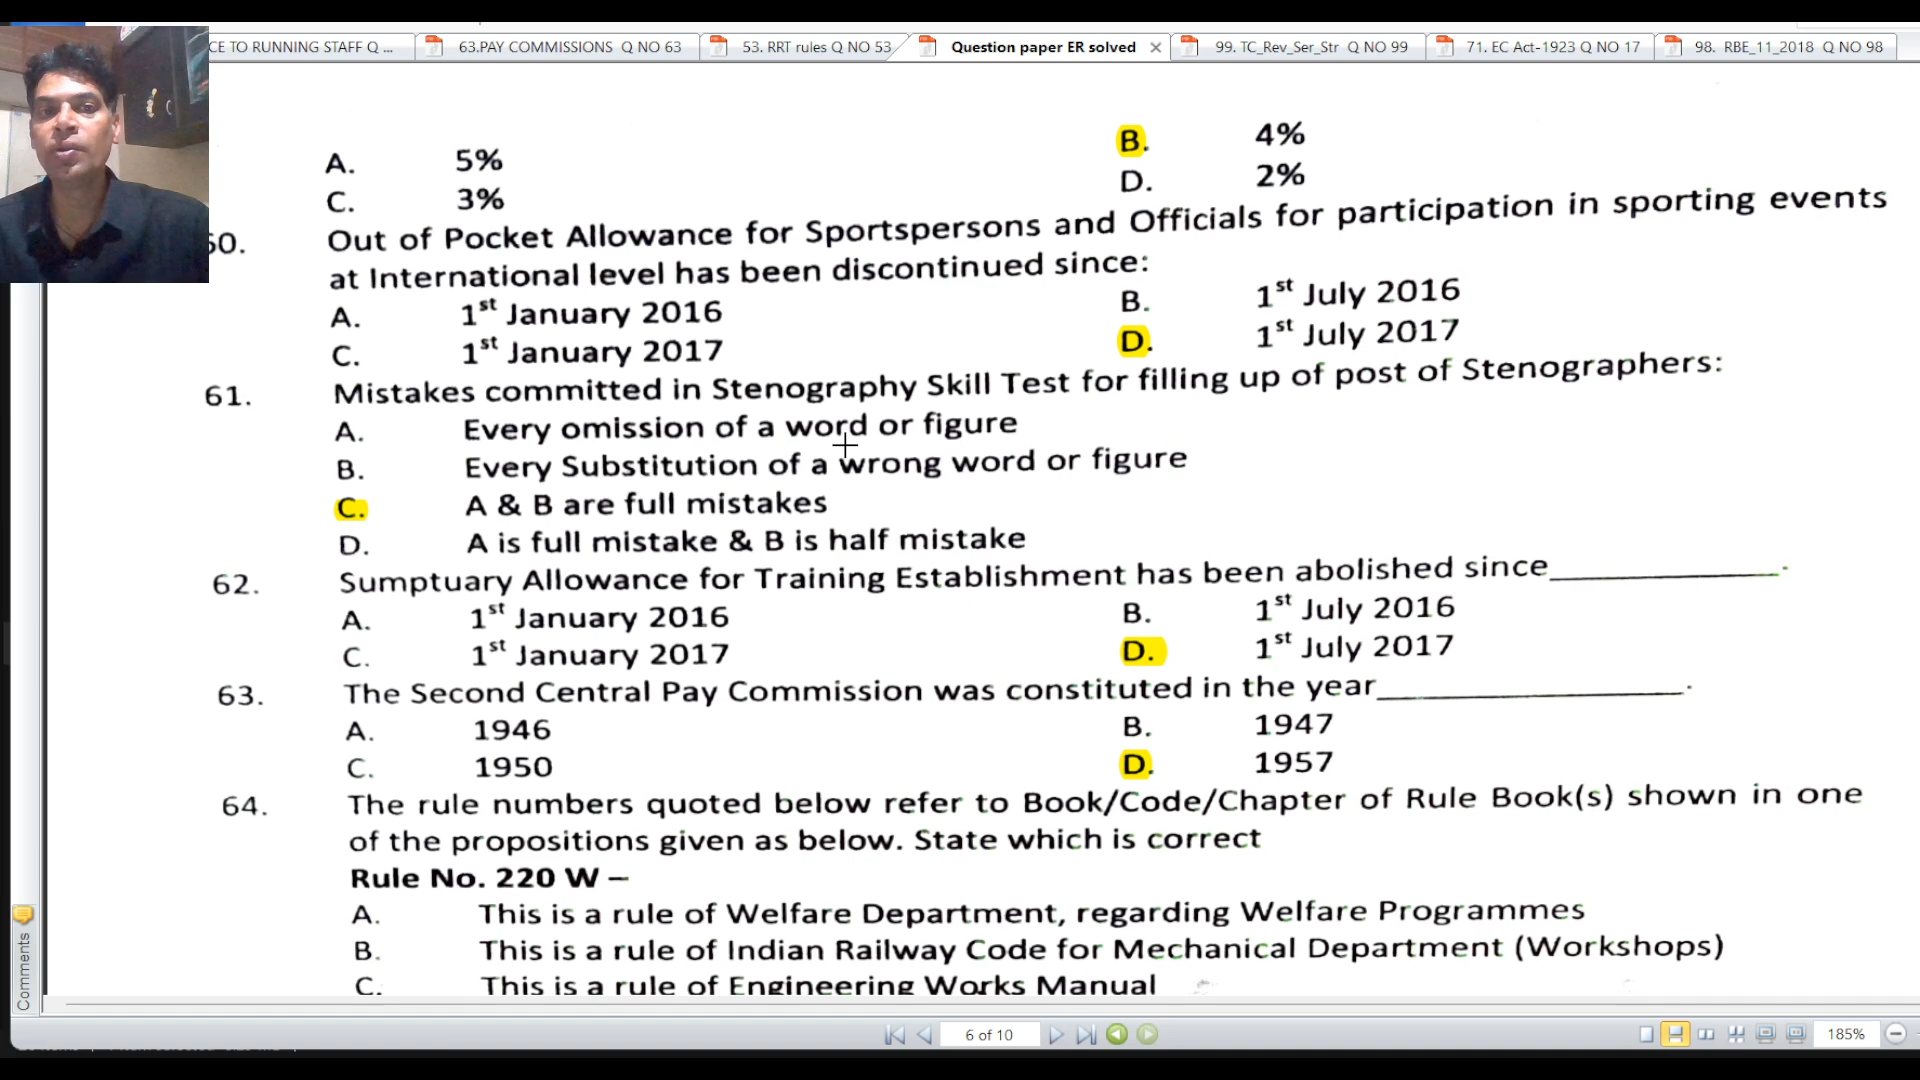 CE TO RUNNING STAFF Q ... 63.PAY COMMISSIONS Q NO 63 53. RRT rules Q NO 53 Question paper ER solved 99. TC_Rev_Ser_Str Q NO 99 71. EC Act-1923 Q NO 17 98. RBE_11_2018 Q NO 98
A. 5% B. 4%
C. 3% D. 2%
60. Out of Pocket Allowance for Sportspersons and Officials for participation in sporting events
at International level has been discontinued since:
A. 1st January 2016 B. 1st July 2016
C. 1st January 2017 D. 1st July 2017
61. Mistakes committed in Stenography Skill Test for filling up of post of Stenographers:
A. Every omission of a word or figure
B. Every Substitution of a wrong word or figure
C. A & B are full mistakes
D. A is full mistake & B is half mistake
62. Sumptuary Allowance for Training Establishment has been abolished since____________.
A. 1st January 2016 B. 1st July 2016
C. 1st January 2017 D. 1st July 2017
63. The Second Central Pay Commission was constituted in the year________________.
A. 1946 B. 1947
C. 1950 D. 1957
64. The rule numbers quoted below refer to Book/Code/Chapter of Rule Book(s) shown in one
of the propositions given as below. State which is correct
Rule No. 220 W –
A. This is a rule of Welfare Department, regarding Welfare Programmes
B. This is a rule of Indian Railway Code for Mechanical Department (Workshops)
C. This is a rule of Engineering Works Manual
Comments
6 of 10 185%